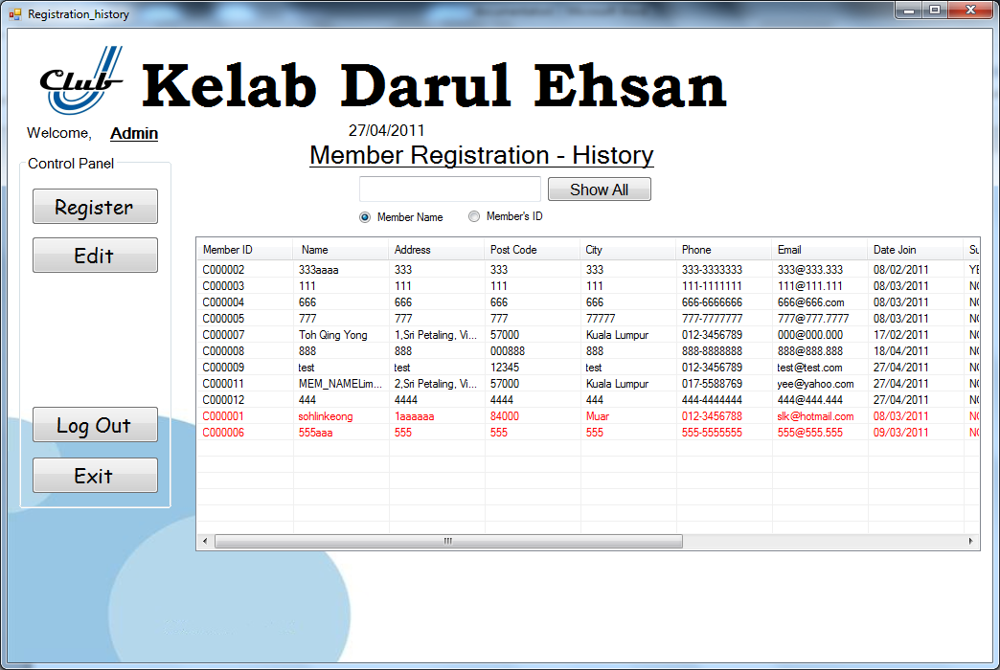 Registration_history
Club Kelab Darul Ehsan
Welcome, Admin
27/04/2011
Control Panel
Member Registration - History
Register
Show All
Member Name Member's ID
Edit
Member ID Name Address Post Code City Phone Email Date Join Su
C000002 333aaaa 333 333 333 333-3333333 333@333.333 08/02/2011 YE
C000003 111 111 111 111 111-1111111 111@111.111 08/03/2011 NO
C000004 666 666 666 666 666-6666666 666@666.com 08/03/2011 NO
C000005 777 777 777 77777 777-7777777 777@777.7777 08/03/2011 NO
C000007 Toh Qing Yong 1,Sri Petaling, Vi... 57000 Kuala Lumpur 012-3456789 000@000.000 17/02/2011 NO
C000008 888 888 000888 888 888-8888888 888@888.888 18/04/2011 NO
C000009 test test 12345 test 012-3456789 test@test.com 27/04/2011 NO
C000011 MEM_NAMELim... 2,Sri Petaling, Vi... 57000 Kuala Lumpur 017-5588769 yee@yahoo.com 27/04/2011 NO
C000012 444 4444 4444 444 444-4444444 444@444.444 27/04/2011 NO
C000001 sohlinkeong 1aaaaaa 84000 Muar 012-3456788 slk@hotmail.com 08/03/2011 NO
C000006 555aaa 555 555 555 555-5555555 555@555.555 09/03/2011 NO
Log Out
Exit